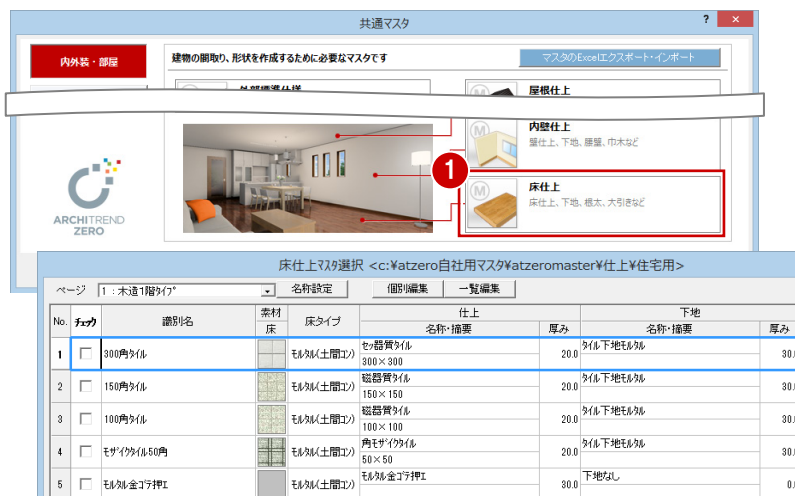 共通マスタ
? ×
内外装・部屋
建物の間取り、形状を作成するために必要なマスタです
マスタのExcelエクスポート・インポート
屋根仕上
内壁仕上
壁仕上、下地、腰壁、巾木など
1
床仕上
床仕上、下地、根太、大引きなど
ARCHITREND
ZERO
床仕上マスタ選択 <c:¥atzero自社用マスタ¥atzeromaster¥仕上¥住宅用>
ページ 1:木造1階タイプ 名称設定 個別編集 一覧編集
No. チェック 識別名 素材 床タイプ 仕上 下地
床 名称・摘要 厚み 名称・摘要 厚み
1 300角タイル モルタル(土間コン) セッ器質タイル 20.0 タイル下地モルタル 30.
300×300
2 150角タイル モルタル(土間コン) 磁器質タイル 20.0 タイル下地モルタル 30.
150×150
3 100角タイル モルタル(土間コン) 磁器質タイル 20.0 タイル下地モルタル 30.
100×100
4 モザイクタイル50角 モルタル(土間コン) 角モザイクタイル 20.0 タイル下地モルタル 30.
50×50
5 モルタル金ゴテ押エ モルタル(土間コン) モルタル金ゴテ押エ 30.0 下地なし 0.